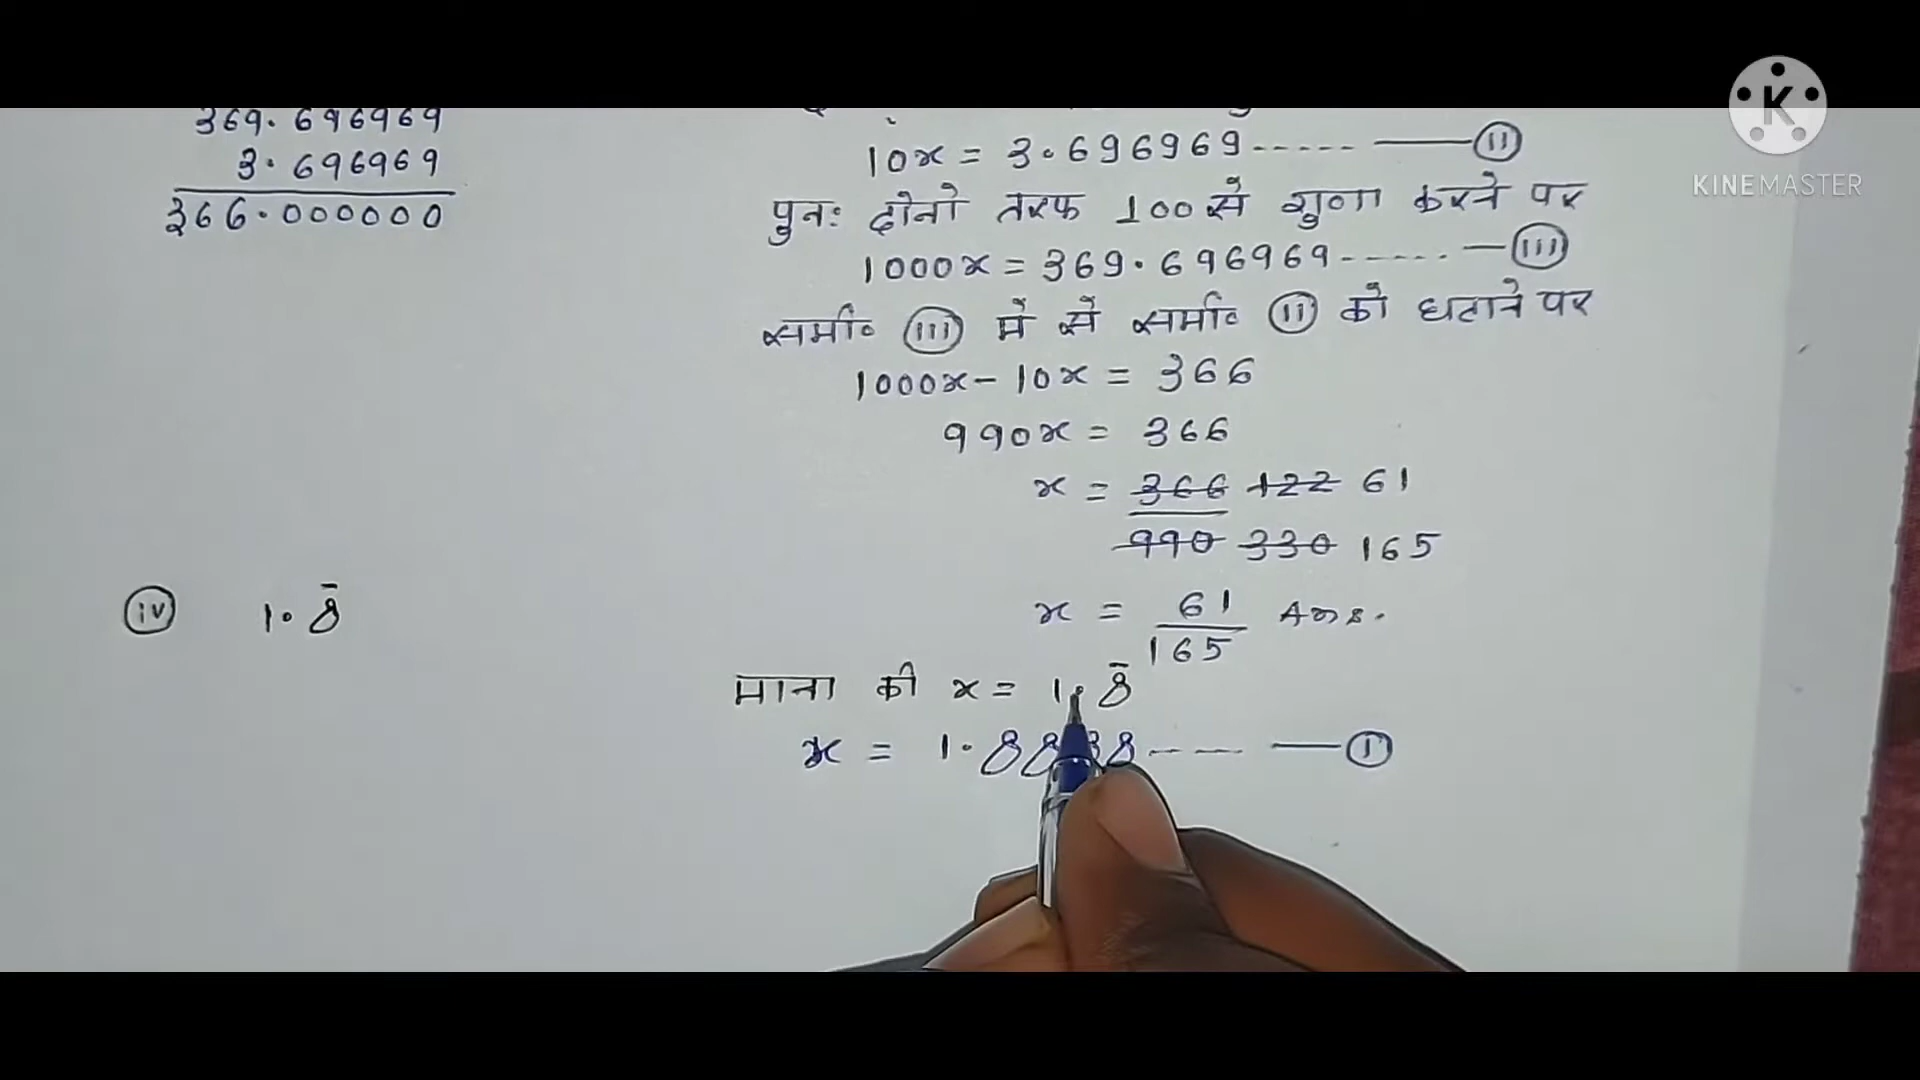 369.696969
3.696969
366.000000
10x = 3.696969 ----- —— (ii)
पुनः दोनो तरफ 100 से गुणा करने पर
1000x = 369.696969 ------ — (iii)
समी० (iii) मे से समी० (ii) को घटाने पर
1000x - 10x = 366
990x = 366
x = 366 122 61
990 330 165
x = 61/165 Ans.
(iv) 1.8̄
माना की x = 1.8̄
x = 1.8888 ---- —— (i)
K
KINEMASTER